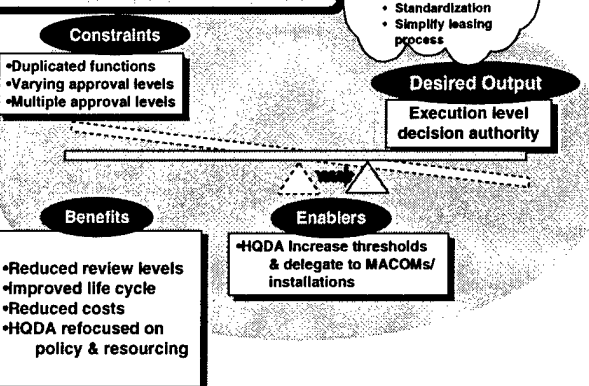 • Standardization
• Simplify leasing
process
Constraints
•Duplicated functions
•Varying approval levels
•Multiple approval levels
Desired Output
Execution level
decision authority
Benefits
•Reduced review levels
•Improved life cycle
•Reduced costs
•HQDA refocused on
policy & resourcing
Enablers
•HQDA Increase thresholds
& delegate to MACOMs/
installations